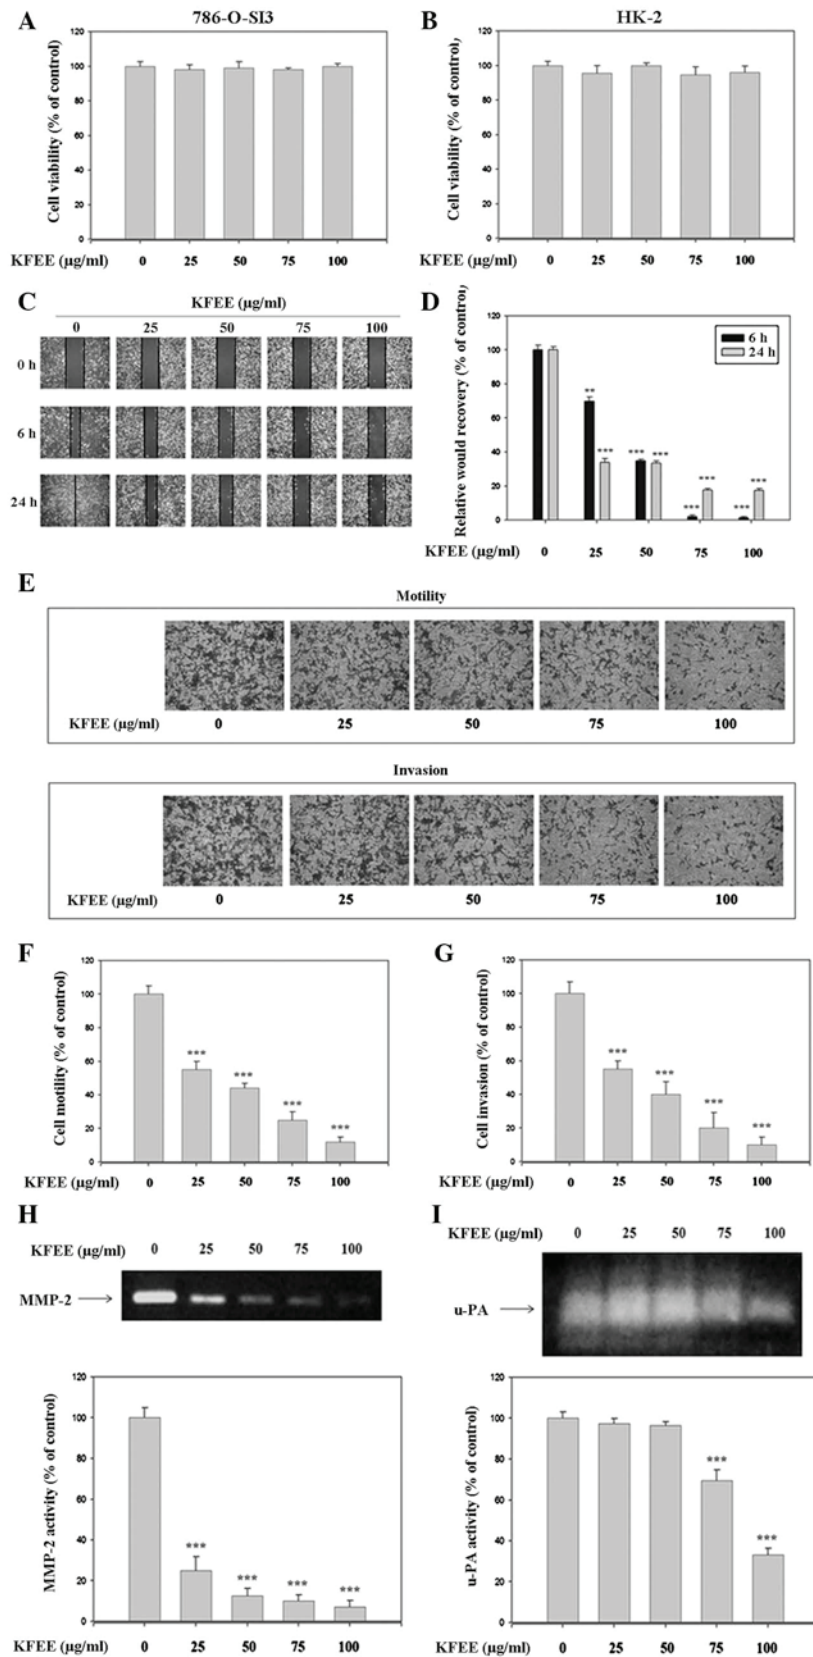 A 786-O-SI3
Cell viability (% of control)
120
100
80
60
40
20
0
KFEE (µg/ml) 0 25 50 75 100
B HK-2
Cell viability (% of control)
120
100
80
60
40
20
0
KFEE (µg/ml) 0 25 50 75 100
C
KFEE (µg/ml)
0 25 50 75 100
0 h
6 h
24 h
D
Relative would recovery (% of control)
120
100
80
60
40
20
0
6 h
24 h
**
***
***
***
***
***
***
***
KFEE (µg/ml) 0 25 50 75 100
E
Motility
KFEE (µg/ml) 0 25 50 75 100
Invasion
KFEE (µg/ml) 0 25 50 75 100
F
Cell motility (% of control)
120
100
80
60
40
20
0
***
***
***
***
KFEE (µg/ml) 0 25 50 75 100
G
Cell invasion (% of control)
120
100
80
60
40
20
0
***
***
***
***
KFEE (µg/ml) 0 25 50 75 100
H
KFEE (µg/ml) 0 25 50 75 100
MMP-2
MMP-2 activity (% of control)
120
100
80
60
40
20
0
***
***
***
***
KFEE (µg/ml) 0 25 50 75 100
I
KFEE (µg/ml) 0 25 50 75 100
u-PA
u-PA activity (% of control)
120
100
80
60
40
20
0
***
***
KFEE (µg/ml) 0 25 50 75 100